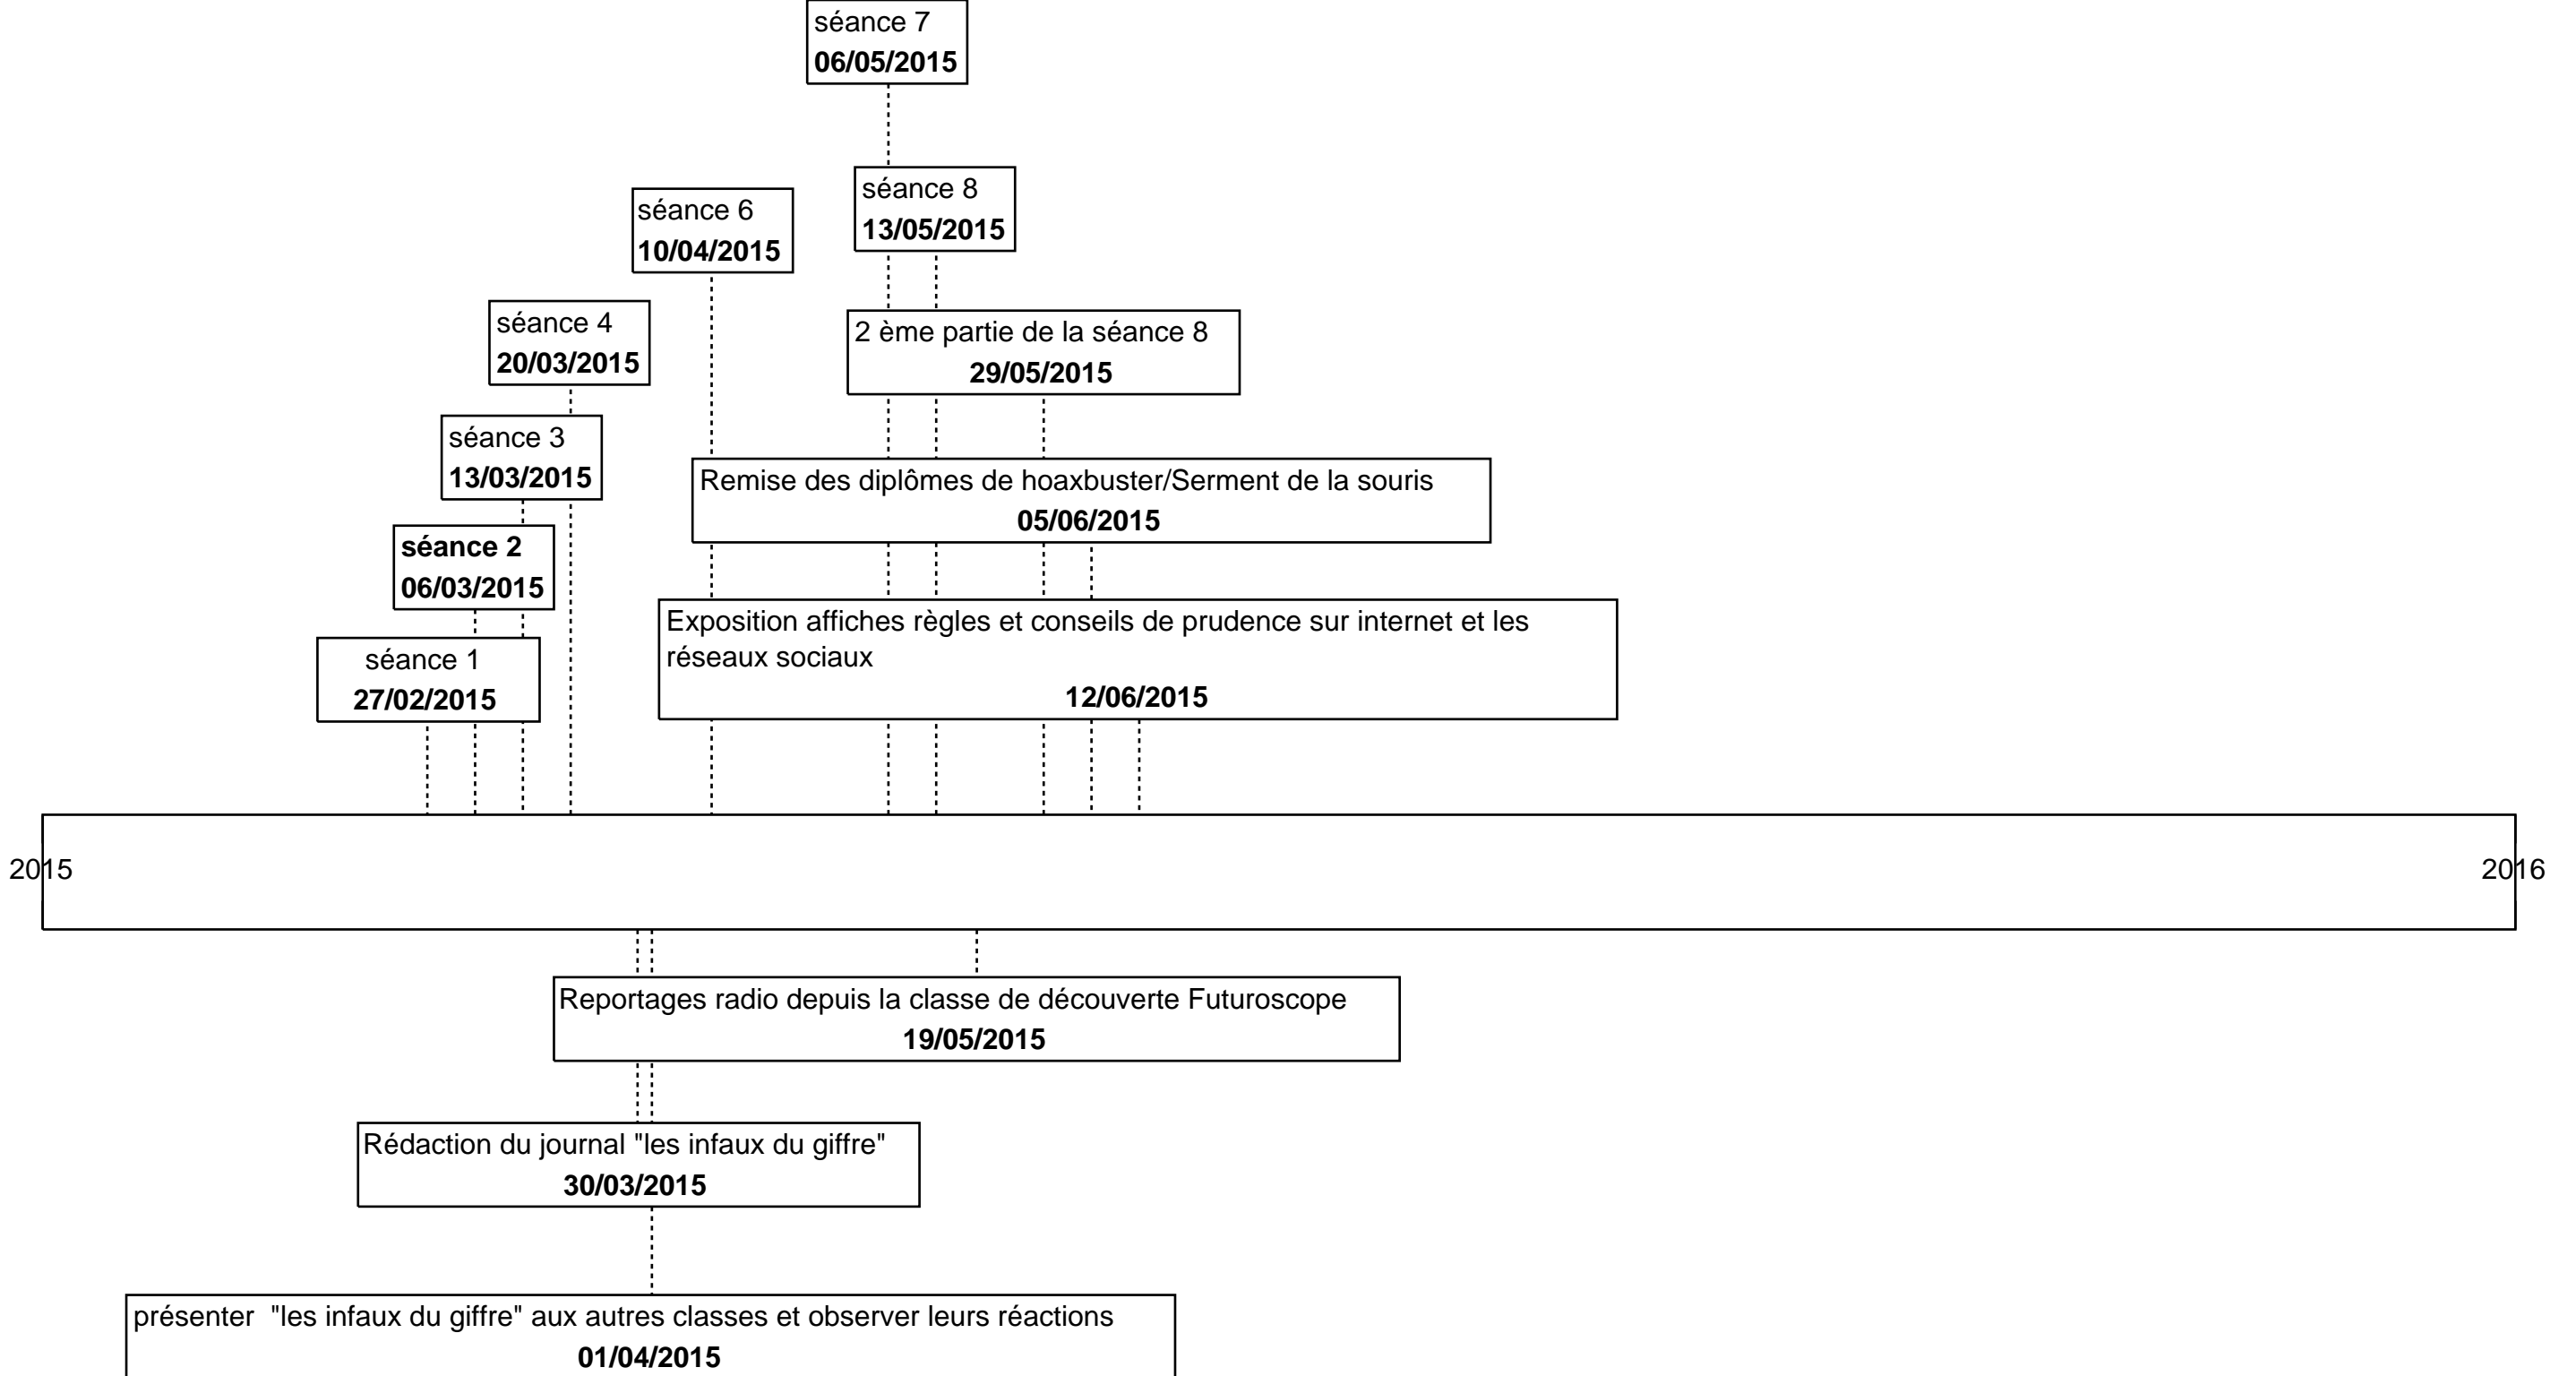 séance 7
06/05/2015
séance 8
13/05/2015
séance 6
10/04/2015
séance 4
20/03/2015
2 ème partie de la séance 8
29/05/2015
séance 3
13/03/2015
Remise des diplômes de hoaxbuster/Serment de la souris
05/06/2015
séance 2
06/03/2015
Exposition affiches règles et conseils de prudence sur internet et les
réseaux sociaux
12/06/2015
séance 1
27/02/2015
2015
2016
Reportages radio depuis la classe de découverte Futuroscope
19/05/2015
Rédaction du journal "les infaux du giffre"
30/03/2015
présenter  "les infaux du giffre" aux autres classes et observer leurs réactions
01/04/2015